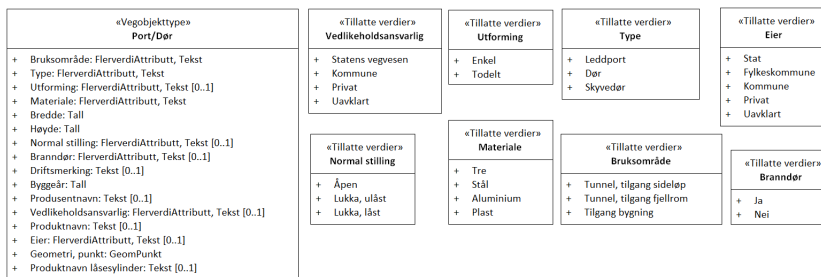 «Vegobjekttype»
Port/Dør
+ Bruksområde: FlerverdiAttributt, Tekst
+ Type: FlerverdiAttributt, Tekst
+ Utforming: FlerverdiAttributt, Tekst [0..1]
+ Materiale: FlerverdiAttributt, Tekst
+ Bredde: Tall
+ Høyde: Tall
+ Normal stilling: FlerverdiAttributt, Tekst [0..1]
+ Branndør: FlerverdiAttributt, Tekst [0..1]
+ Driftsmerking: Tekst [0..1]
+ Byggeår: Tall
+ Produsentnavn: Tekst [0..1]
+ Vedlikeholdsansvarlig: FlerverdiAttributt, Tekst [0..1]
+ Produktnavn: Tekst [0..1]
+ Eier: FlerverdiAttributt, Tekst [0..1]
+ Geometri, punkt: GeomPunkt
+ Produktnavn låsesylinder: Tekst [0..1]
«Tillatte verdier»
Vedlikeholdsansvarlig
+ Statens vegvesen
+ Kommune
+ Privat
+ Uavklart
«Tillatte verdier»
Utforming
+ Enkel
+ Todelt
«Tillatte verdier»
Type
+ Leddport
+ Dør
+ Skyvedør
«Tillatte verdier»
Eier
+ Stat
+ Fylkeskommune
+ Kommune
+ Privat
+ Uavklart
«Tillatte verdier»
Normal stilling
+ Åpen
+ Lukka, ulåst
+ Lukka, låst
«Tillatte verdier»
Materiale
+ Tre
+ Stål
+ Aluminium
+ Plast
«Tillatte verdier»
Bruksområde
+ Tunnel, tilgang sideløp
+ Tunnel, tilgang fjellrom
+ Tilgang bygning
«Tillatte verdier»
Branndør
+ Ja
+ Nei